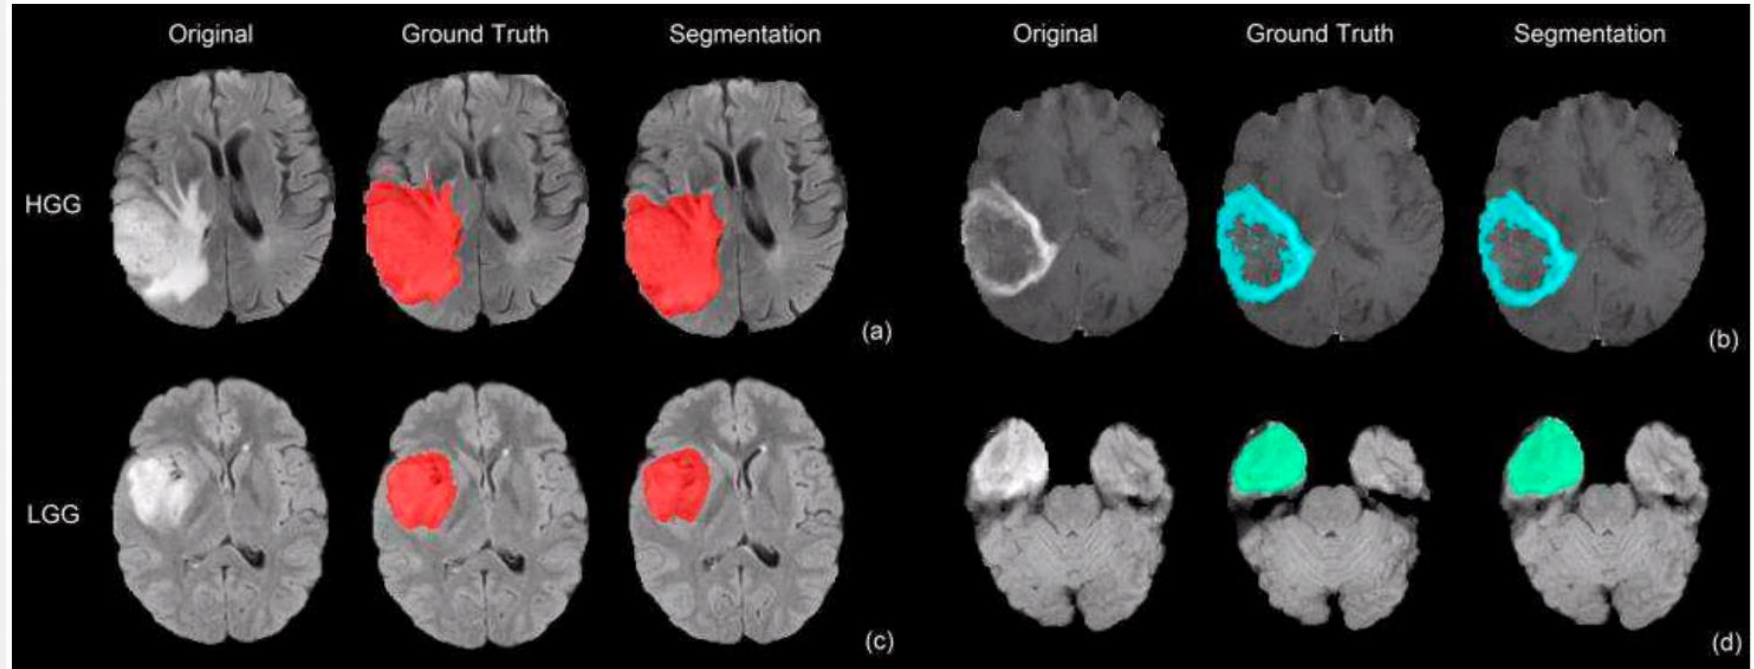 Original Ground Truth Segmentation Original Ground Truth Segmentation
HGG
(a)
(b)
LGG
(c)
(d)